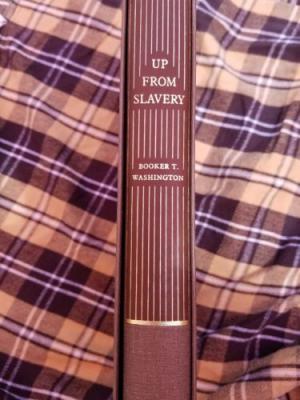 UP
FROM
SLAVERY
BOOKER T.
WASHINGTON